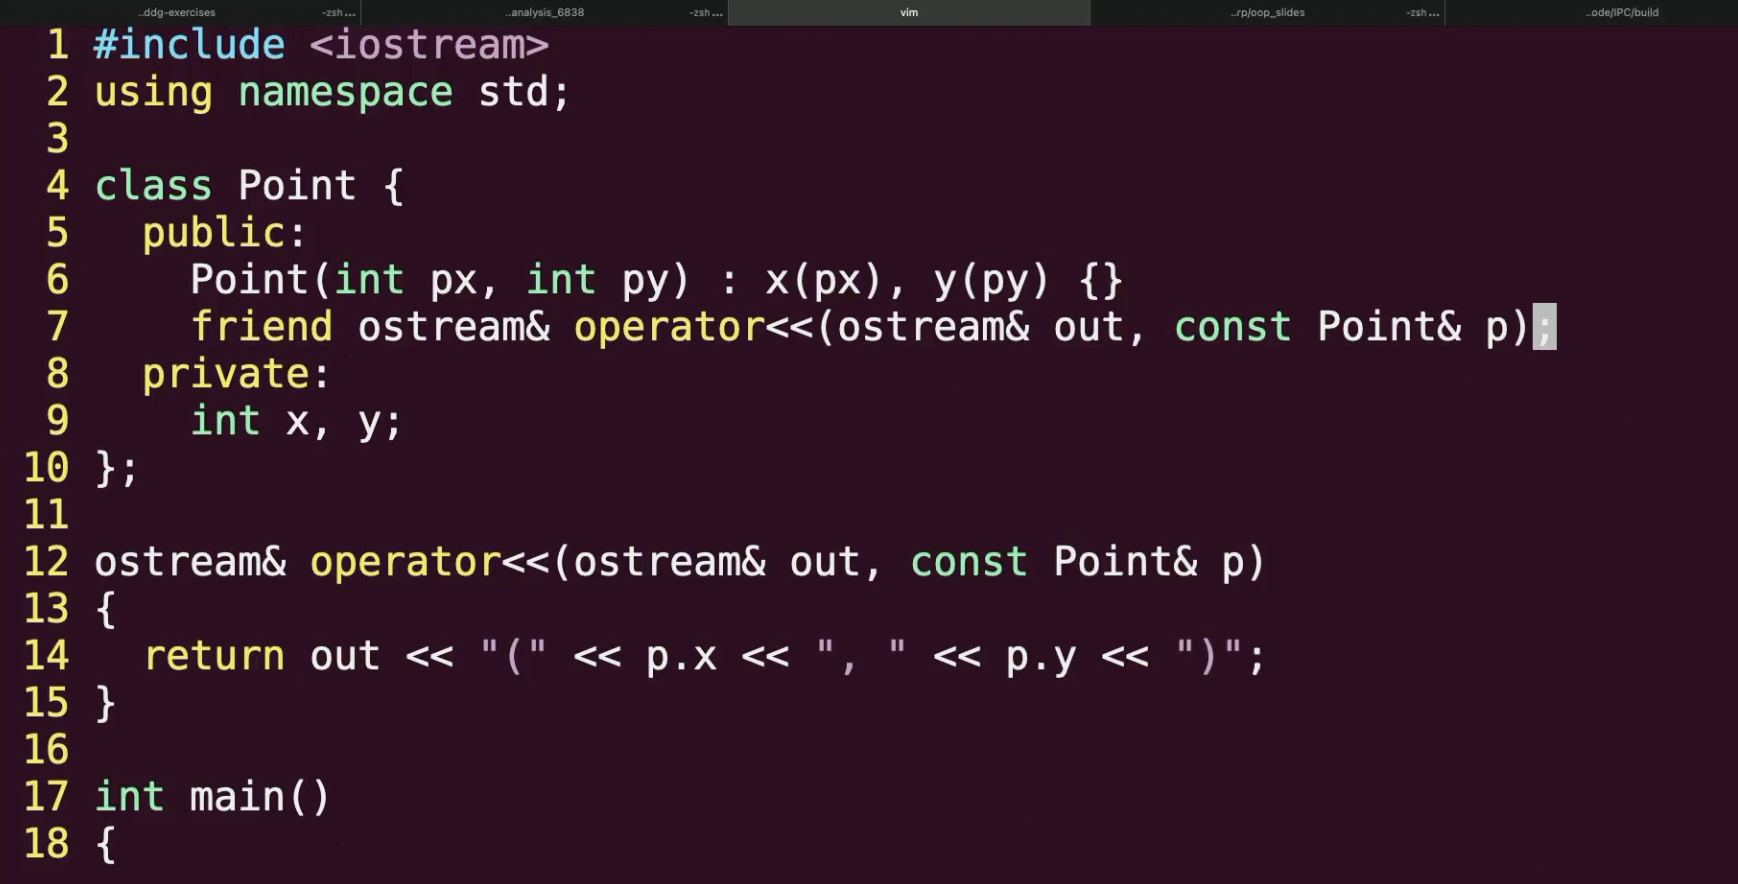 ..ddg-exercises -zsh ... ..analysis_6838 -zsh ... vim ..rp/oop_slides -zsh ... ..ode/IPC/build
1 #include <iostream>
2 using namespace std;
3
4 class Point {
5   public:
6     Point(int px, int py) : x(px), y(py) {}
7     friend ostream& operator<<(ostream& out, const Point& p);
8   private:
9     int x, y;
10 };
11
12 ostream& operator<<(ostream& out, const Point& p)
13 {
14   return out << "(" << p.x << ", " << p.y << ")";
15 }
16
17 int main()
18 {